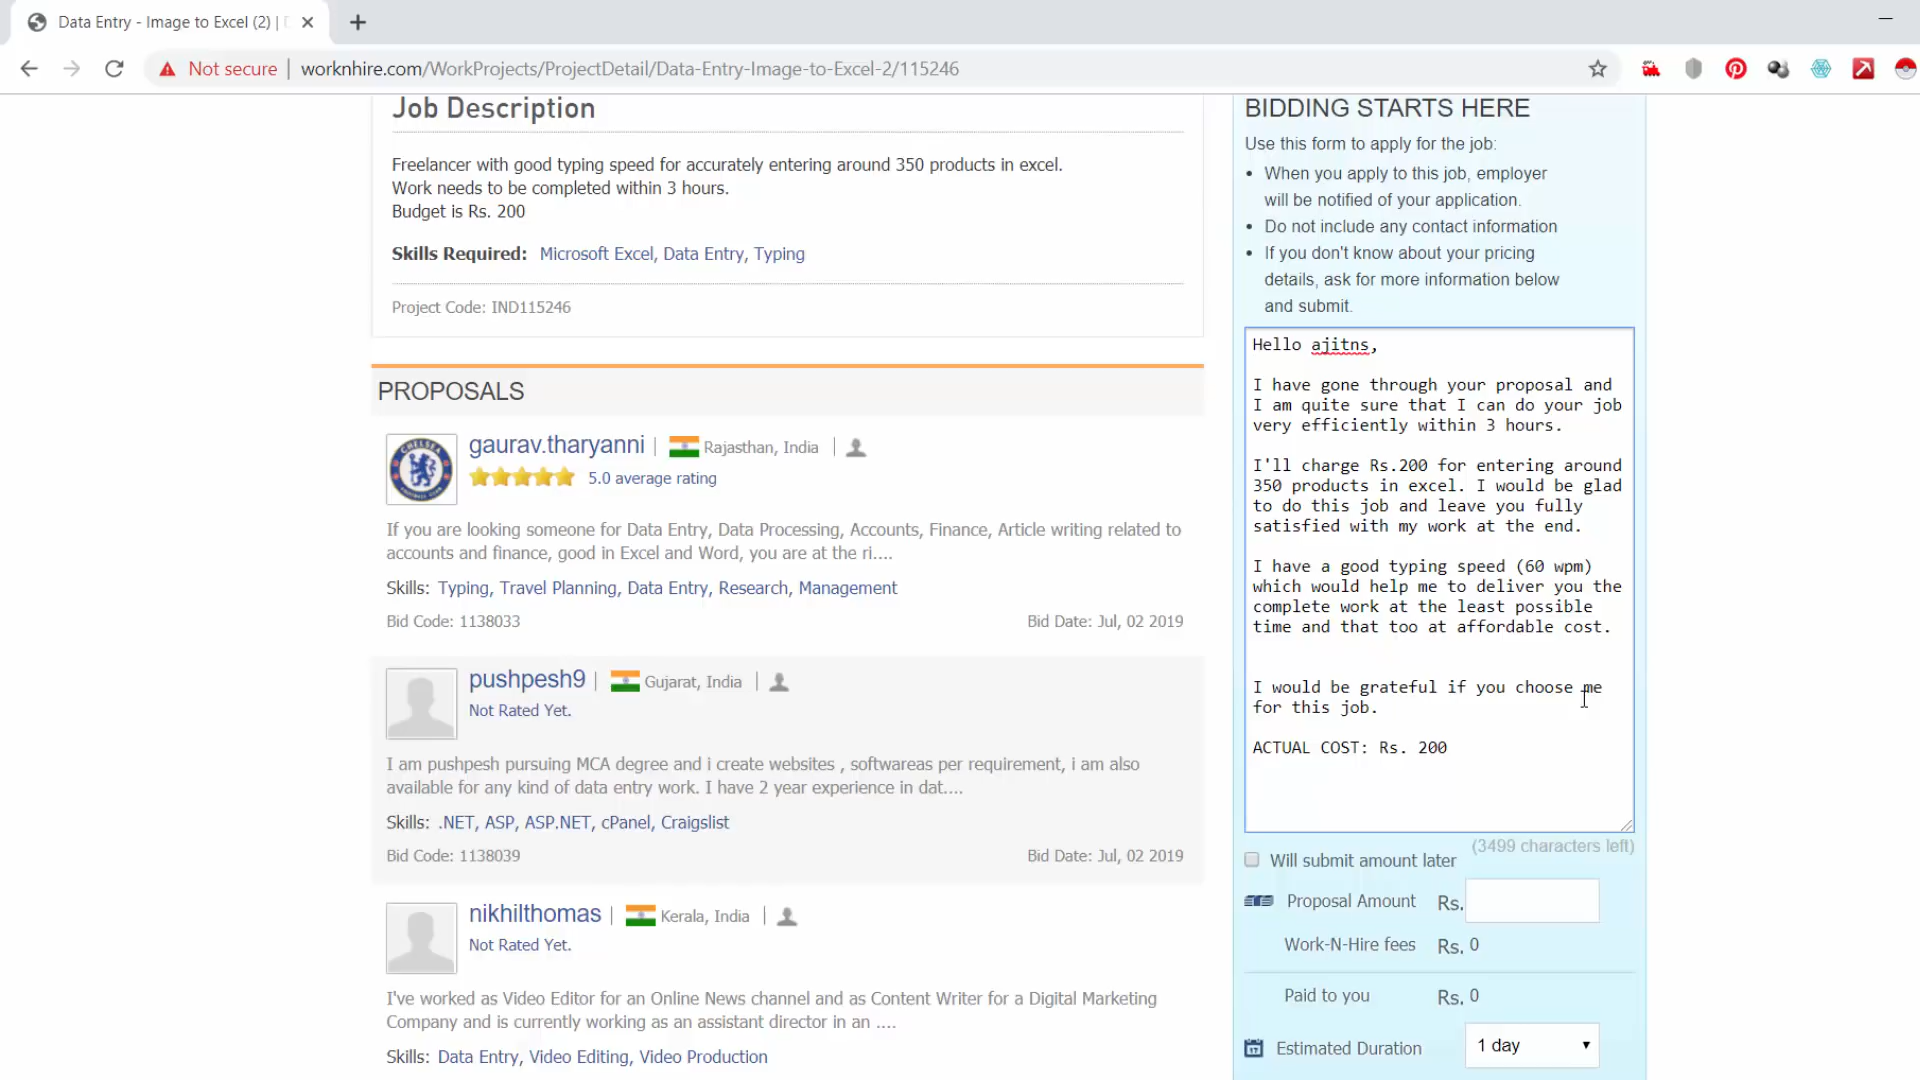 Data Entry - Image to Excel (2) |
Not secure | worknhire.com/WorkProjects/ProjectDetail/Data-Entry-Image-to-Excel-2/115246
Job Description
Freelancer with good typing speed for accurately entering around 350 products in excel.
Work needs to be completed within 3 hours.
Budget is Rs. 200
Skills Required: Microsoft Excel, Data Entry, Typing
Project Code: IND115246
PROPOSALS
gaurav.tharyanni | Rajasthan, India |
5.0 average rating
If you are looking someone for Data Entry, Data Processing, Accounts, Finance, Article writing related to
accounts and finance, good in Excel and Word, you are at the ri....
Skills: Typing, Travel Planning, Data Entry, Research, Management
Bid Code: 1138033 Bid Date: Jul, 02 2019
pushpesh9 | Gujarat, India |
Not Rated Yet.
I am pushpesh pursuing MCA degree and i create websites , softwareas per requirement, i am also
available for any kind of data entry work. I have 2 year experience in dat....
Skills: .NET, ASP, ASP.NET, cPanel, Craigslist
Bid Code: 1138039 Bid Date: Jul, 02 2019
nikhilthomas | Kerala, India |
Not Rated Yet.
I've worked as Video Editor for an Online News channel and as Content Writer for a Digital Marketing
Company and is currently working as an assistant director in an ....
Skills: Data Entry, Video Editing, Video Production
BIDDING STARTS HERE
Use this form to apply for the job:
• When you apply to this job, employer
will be notified of your application.
• Do not include any contact information
• If you don't know about your pricing
details, ask for more information below
and submit.
Hello ajitns,
I have gone through your proposal and
I am quite sure that I can do your job
very efficiently within 3 hours.
I'll charge Rs.200 for entering around
350 products in excel. I would be glad
to do this job and leave you fully
satisfied with my work at the end.
I have a good typing speed (60 wpm)
which would help me to deliver you the
complete work at the least possible
time and that too at affordable cost.
I would be grateful if you choose me
for this job.
ACTUAL COST: Rs. 200
(3499 characters left)
Will submit amount later
Proposal Amount Rs.
Work-N-Hire fees Rs. 0
Paid to you Rs. 0
Estimated Duration 1 day